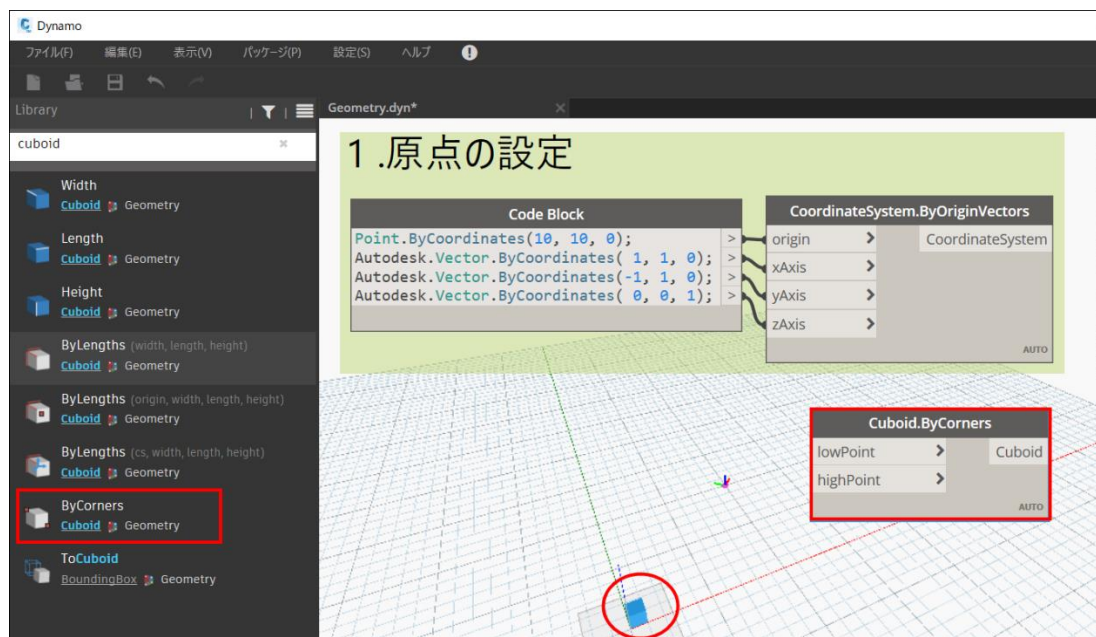 Dynamo
ファイル(F) 編集(E) 表示(V) パッケージ(P) 設定(S) ヘルプ
Library
Geometry.dyn*
cuboid
Width
Cuboid Geometry
Length
Cuboid Geometry
Height
Cuboid Geometry
ByLengths (width, length, height)
Cuboid Geometry
ByLengths (origin, width, length, height)
Cuboid Geometry
ByLengths (cs, width, length, height)
Cuboid Geometry
ByCorners
Cuboid Geometry
ToCuboid
BoundingBox Geometry
1.原点の設定
Code Block
Point.ByCoordinates(10, 10, 0); >
Autodesk.Vector.ByCoordinates( 1, 1, 0); >
Autodesk.Vector.ByCoordinates(-1, 1, 0); >
Autodesk.Vector.ByCoordinates( 0, 0, 1); >
CoordinateSystem.ByOriginVectors
origin > CoordinateSystem
xAxis >
yAxis >
zAxis >
AUTO
Cuboid.ByCorners
lowPoint > Cuboid
highPoint >
AUTO